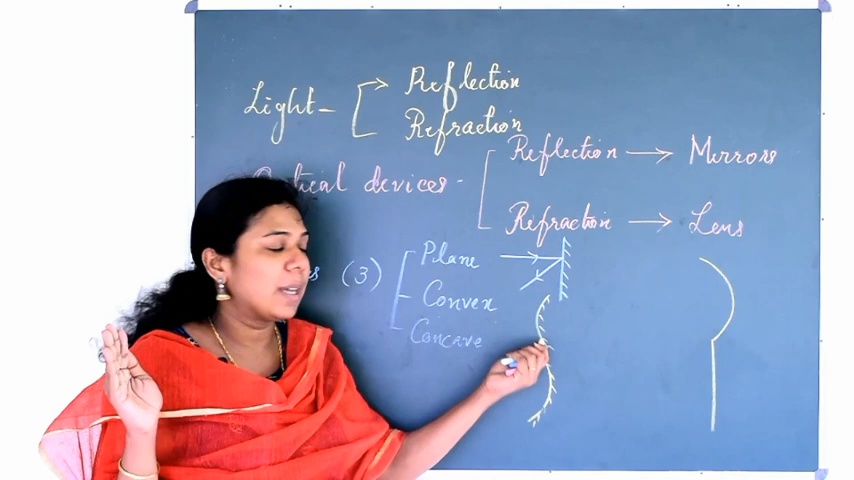 Light - Reflection
Refraction
Optical devices - Reflection → Mirrors
Refraction → Lens
(3) Plane
Convex
Concave